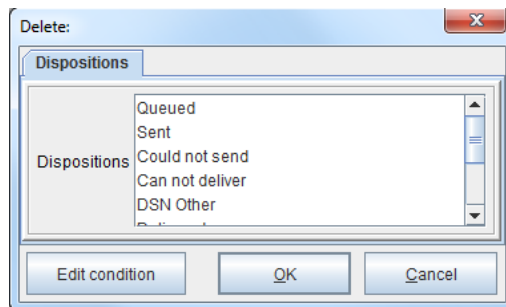 Delete:
Dispositions
Dispositions
Queued
Sent
Could not send
Can not deliver
DSN Other
Edit condition
OK
Cancel